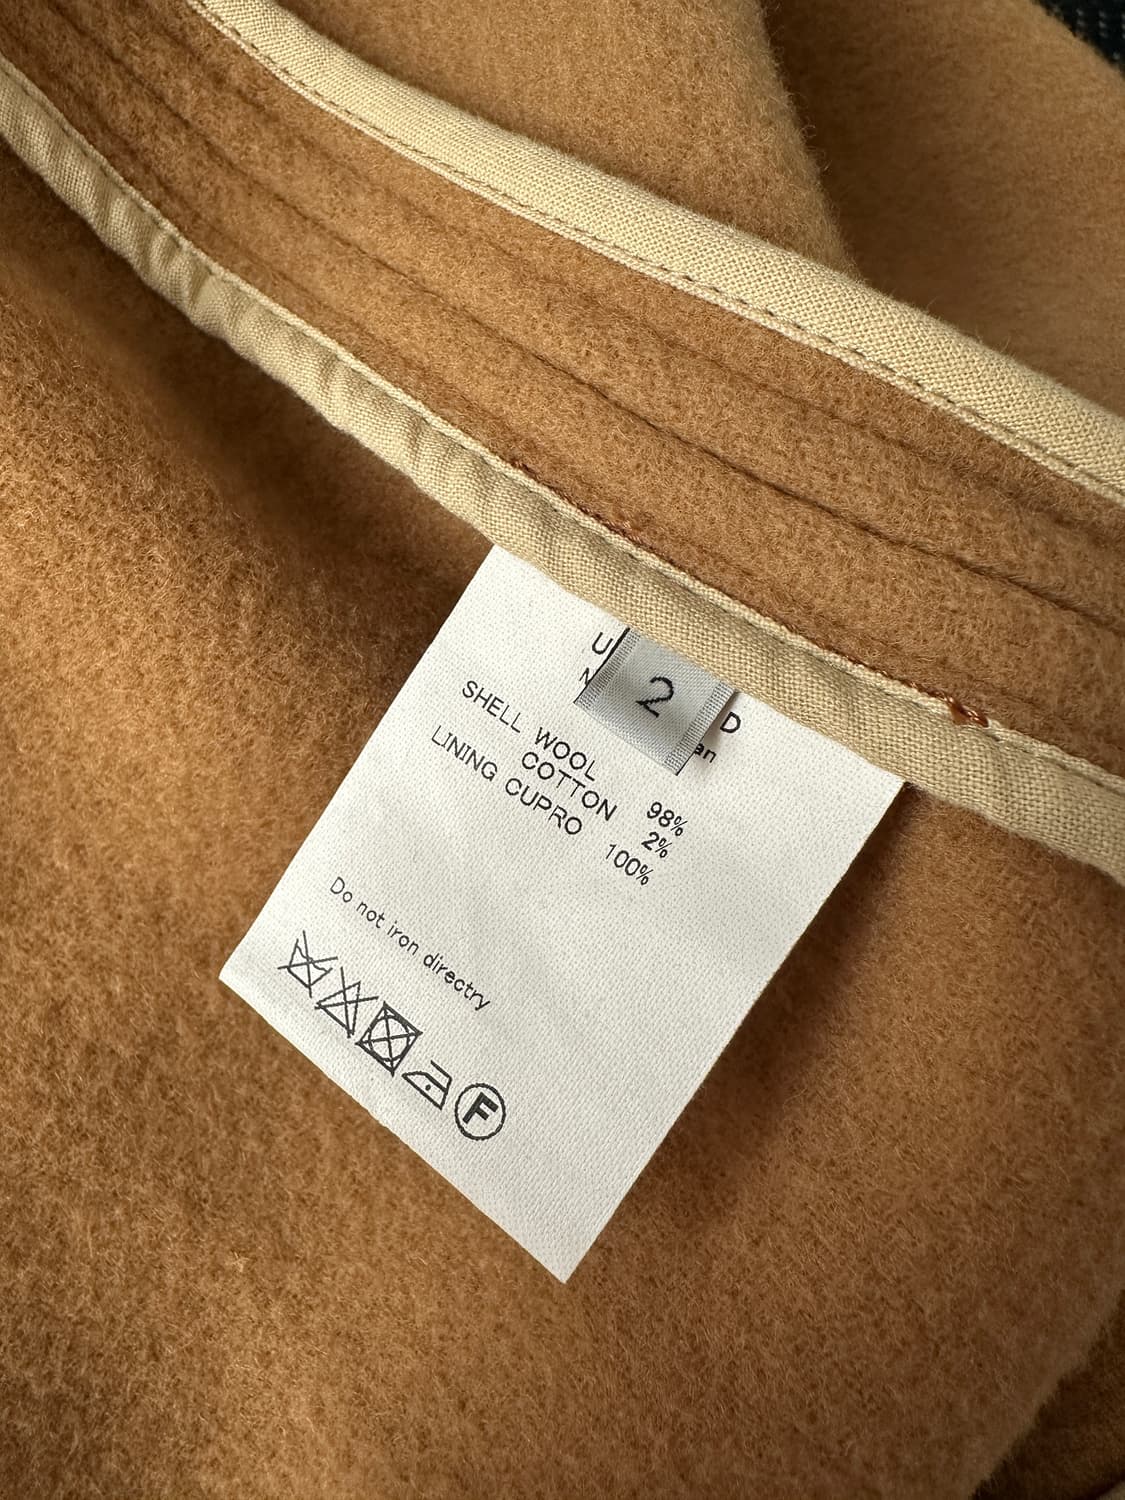 2
SHELL WOOL 98%
COTTON 2%
LINING CUPRO 100%
Do not iron directry
F